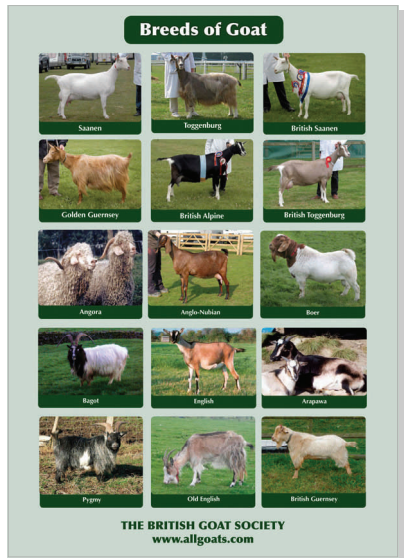 Breeds of Goat
Saanen
Toggenburg
British Saanen
Golden Guernsey
British Alpine
British Toggenburg
Angora
Anglo-Nubian
Boer
Bagot
English
Arapawa
Pygmy
Old English
British Guernsey
THE BRITISH GOAT SOCIETY
www.allgoats.com